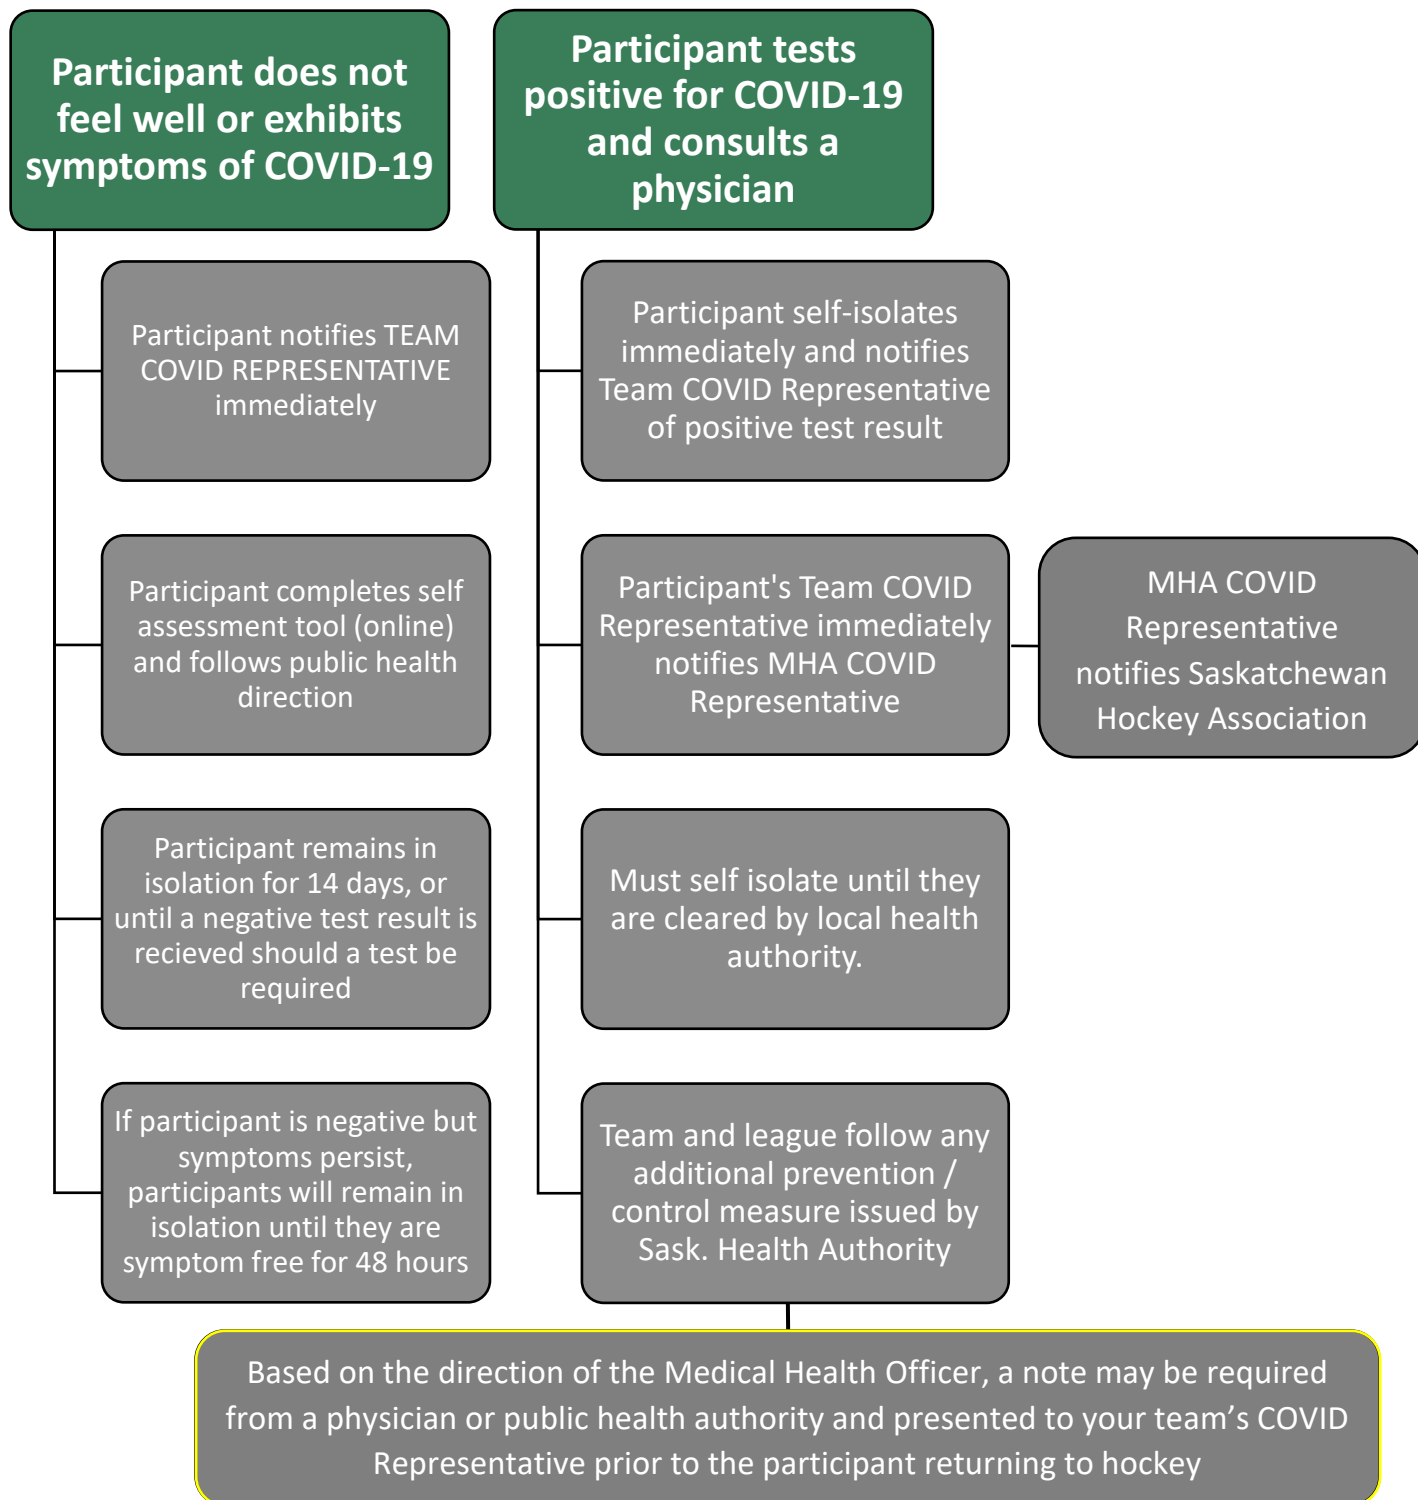 Participant does not
feel well or exhibits
symptoms of COVID-19
Participant notifies TEAM
COVID REPRESENTATIVE
immediately
Participant completes self
assessment tool (online)
and follows public health
direction
Participant remains in
isolation for 14 days, or
until a negative test result is
recieved should a test be
required
If participant is negative but
symptoms persist,
participants will remain in
isolation until they are
symptom free for 48 hours
Participant tests
positive for COVID-19
and consults a
physician
Participant self-isolates
immediately and notifies
Team COVID Representative
of positive test result
Participant's Team COVID
Representative immediately
notifies MHA COVID
Representative
MHA COVID
Representative
notifies Saskatchewan
Hockey Association
Must self isolate until they
are cleared by local health
authority.
Team and league follow any
additional prevention /
control measure issued by
Sask. Health Authority
Based on the direction of the Medical Health Officer, a note may be required
from a physician or public health authority and presented to your team’s COVID
Representative prior to the participant returning to hockey